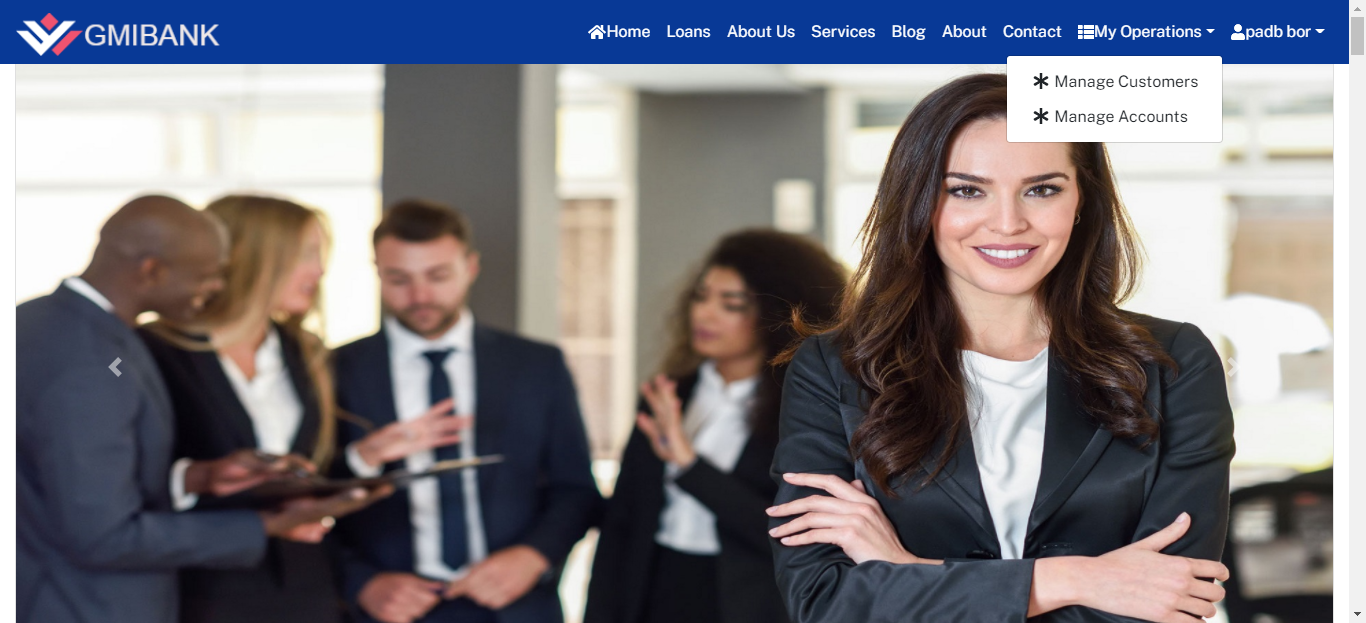 GMIBANK
Home Loans About Us Services Blog About Contact My Operations padb bor
Manage Customers
Manage Accounts